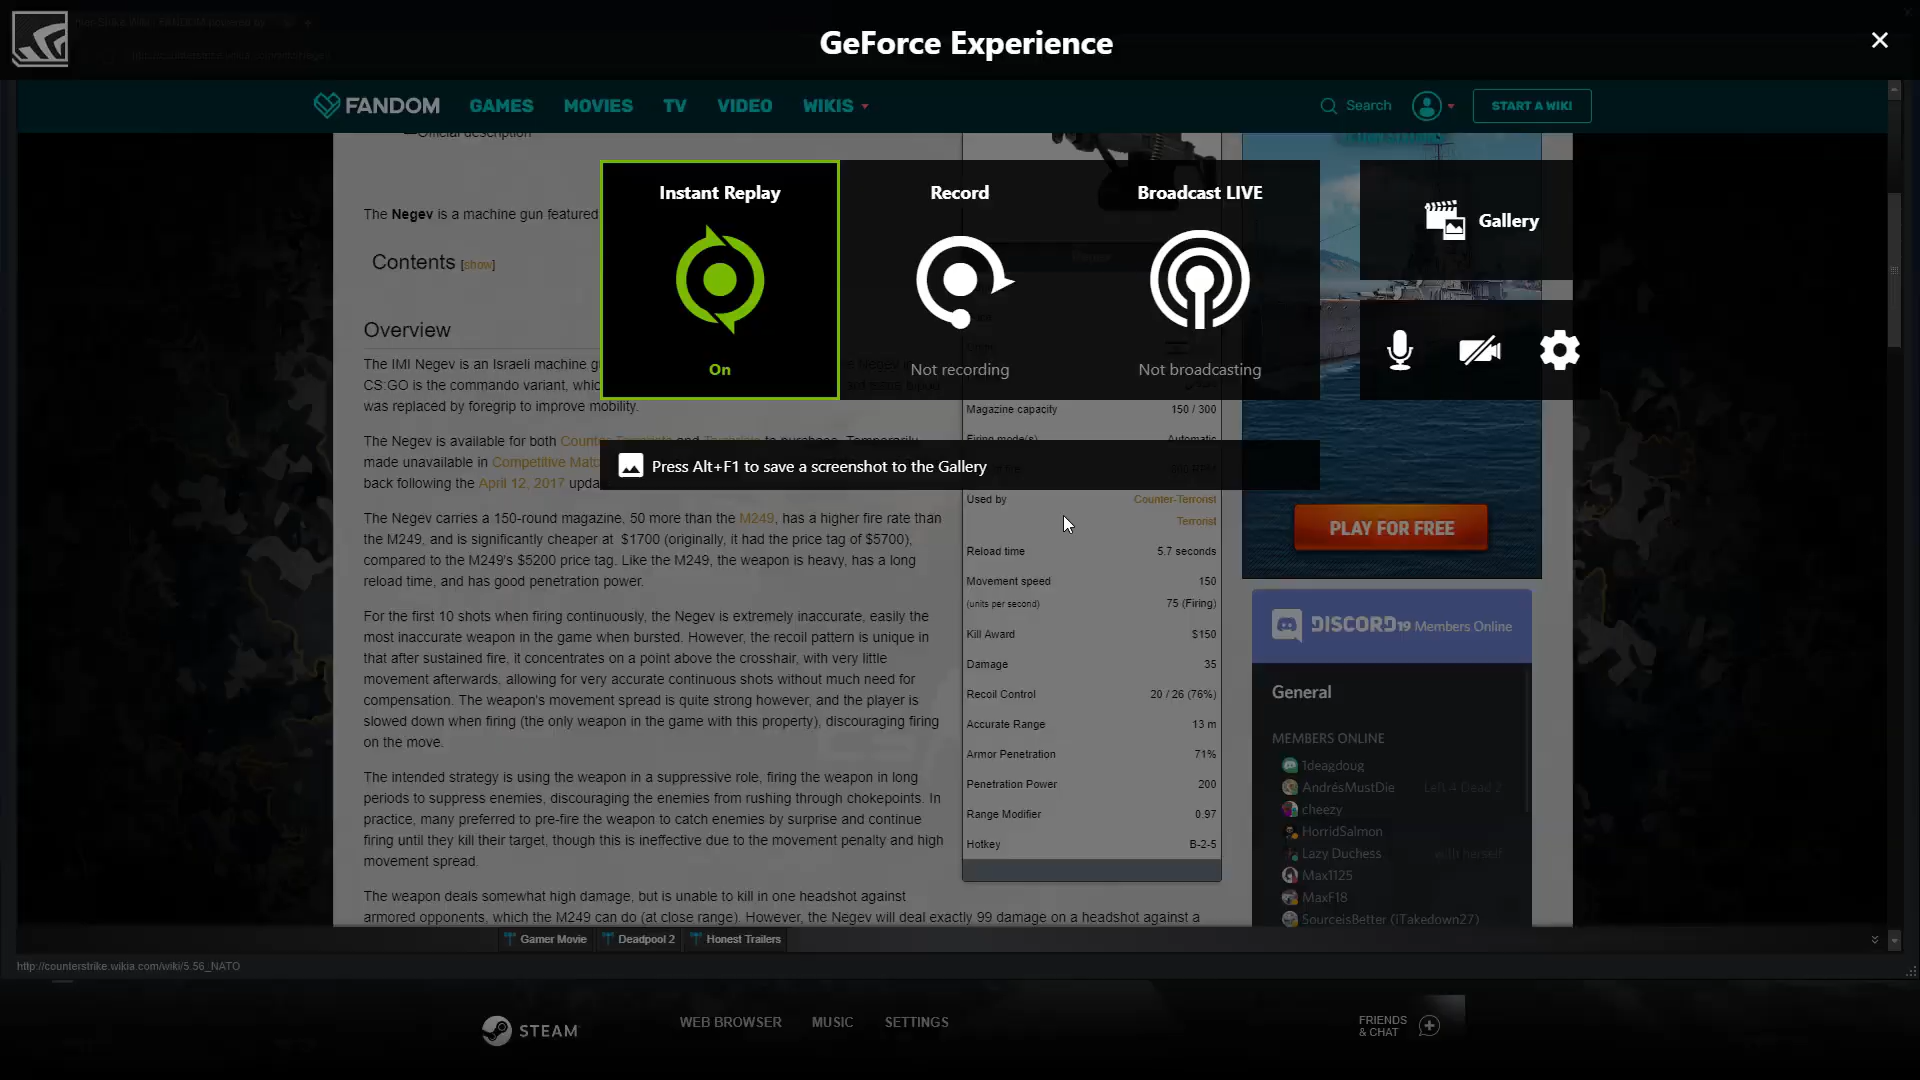 GeForce Experience
FANDOM GAMES MOVIES TV VIDEO WIKIS Search START A WIKI
Official description
The Negev is a machine gun featured
Contents [show]
Overview
The IMI Negev is an Israeli machine
CS:GO is the commando variant,
was replaced by foregrip to improve mobility.
The Negev is available for both Counter-Terrorists and Terrorists to purchase. Temporarily
made unavailable in Competitive
back following the April 12, 2017
The Negev carries a 150-round magazine, 50 more than the M249, has a higher fire rate than
the M249, and is significantly cheaper at $1700 (originally, it had the price tag of $5700),
compared to the M249's $5200 price tag. Like the M249, the weapon is heavy, has a long
reload time, and has good penetration power.
For the first 10 shots when firing continuously, the Negev is extremely inaccurate, easily the
most inaccurate weapon in the game when bursted. However, the recoil pattern is unique in
that after sustained fire, it concentrates on a point above the crosshair, with very little
movement afterwards, allowing for very accurate continuous shots without much need for
compensation. The weapon's movement spread is quite strong however, and the player is
slowed down when firing (the only weapon in the game with this property), discouraging firing
on the move.
The intended strategy is using the weapon in a suppressive role, firing the weapon in long
periods to suppress enemies, discouraging the enemies from rushing through chokepoints. In
practice, many preferred to pre-fire the weapon to catch enemies by surprise and continue
firing until they kill their target, though this is ineffective due to the movement penalty and high
movement spread.
The weapon deals somewhat high damage, but is unable to kill in one headshot against
armored opponents, which the M249 can do (at close range). However, the Negev will deal exactly 99 damage on a headshot against a
Instant Replay
On
Record
Not recording
Broadcast LIVE
Not broadcasting
Gallery
Press Alt+F1 to save a screenshot to the Gallery
Magazine capacity 150 / 300
Firing mode(s) Automatic
Used by Counter-Terrorist
Terrorist
Reload time 5.7 seconds
Movement speed 150
(units per second) 75 (Firing)
Kill Award $150
Damage 35
Recoil Control 20 / 26 (76%)
Accurate Range 13 m
Armor Penetration 71%
Penetration Power 200
Range Modifier 0.97
Hotkey B-2-5
PLAY FOR FREE
DISCORD 19 Members Online
General
MEMBERS ONLINE
1deagdoug
AndrésMustDie Left 4 Dead 2
cheezy
HorridSalmon
Lazy Duchess with herself
Max1125
MaxF18
SourceisBetter (iTakedown27)
Gamer Movie Deadpool 2 Honest Trailers
http://counterstrike.wikia.com/wiki/5.56_NATO
STEAM WEB BROWSER MUSIC SETTINGS FRIENDS
& CHAT